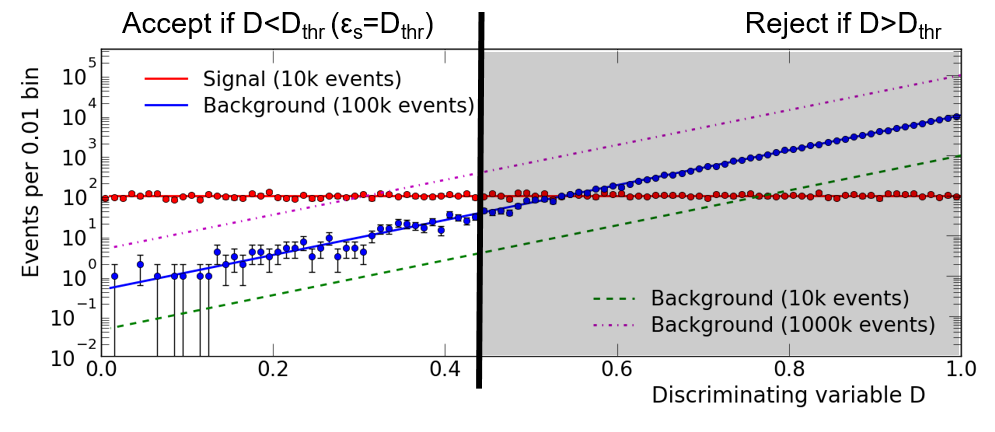 Accept if D<Dthr (εs=Dthr)
Reject if D>Dthr
Events per 0.01 bin
10^5
10^4
10^3
10^2
10^1
10^0
10^−1
10^−2
Signal (10k events)
Background (100k events)
Background (10k events)
Background (1000k events)
0.0 0.2 0.4 0.6 0.8 1.0
Discriminating variable D